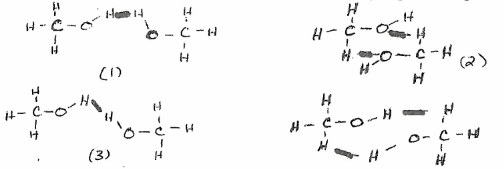 H H H H
H-C-O O-C-H
H H
(1)
H H
H-C-O H
H O-C-H
H H
(2)
H H
H-C-O H H
H O-C-H
H
(3)
H H H
H-C-O O-C-H
H H H